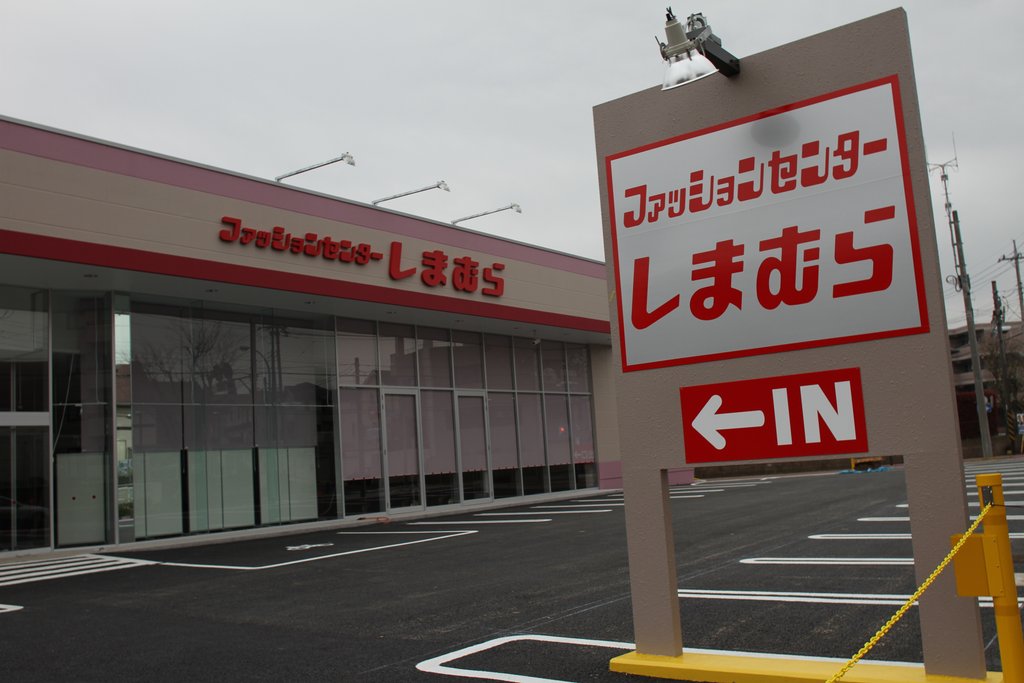 ファッションセンターしまむら
ファッションセンター
しまむら
←IN